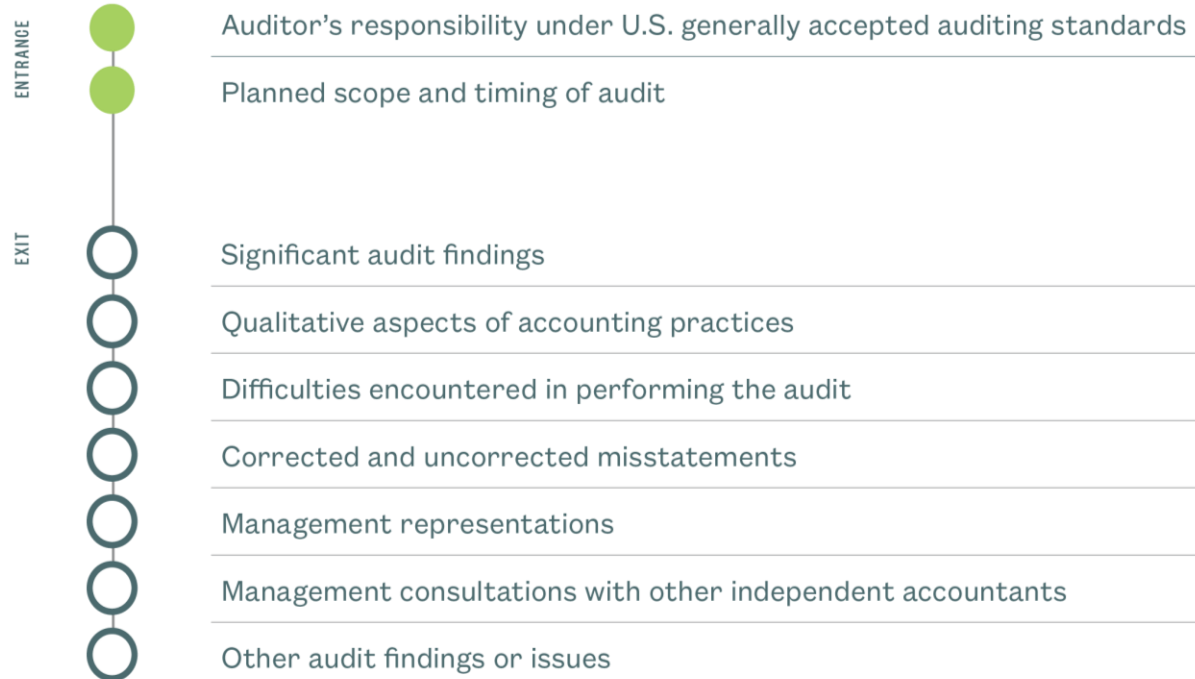 ENTRANCE
Auditor’s responsibility under U.S. generally accepted auditing standards
Planned scope and timing of audit
EXIT
Significant audit findings
Qualitative aspects of accounting practices
Difficulties encountered in performing the audit
Corrected and uncorrected misstatements
Management representations
Management consultations with other independent accountants
Other audit findings or issues